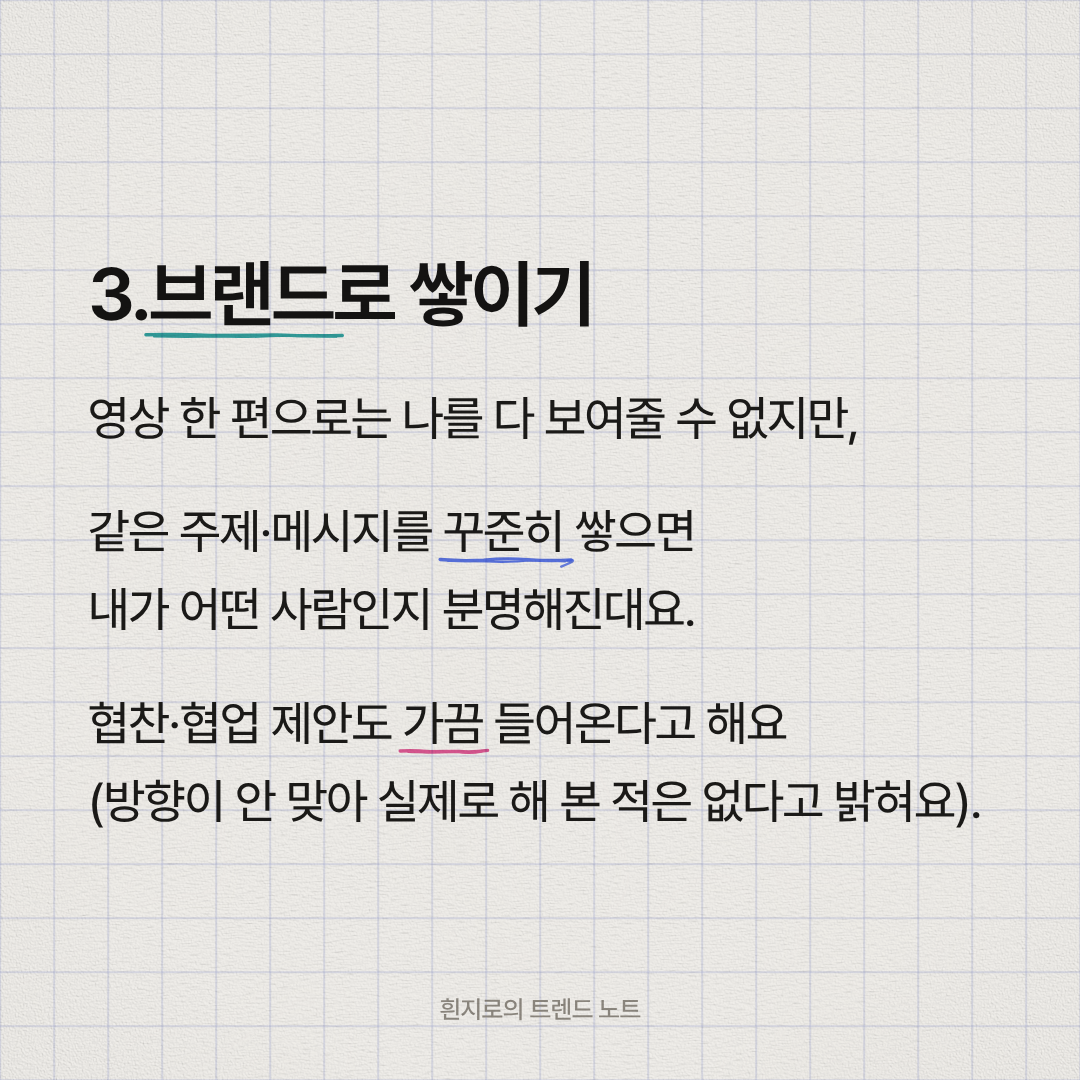 3.브랜드로 쌓이기
영상 한 편으로는 나를 다 보여줄 수 없지만,
같은 주제·메시지를 꾸준히 쌓으면
내가 어떤 사람인지 분명해진대요.
협찬·협업 제안도 가끔 들어온다고 해요
(방향이 안 맞아 실제로 해 본 적은 없다고 밝혀요).
흰지로의 트렌드 노트